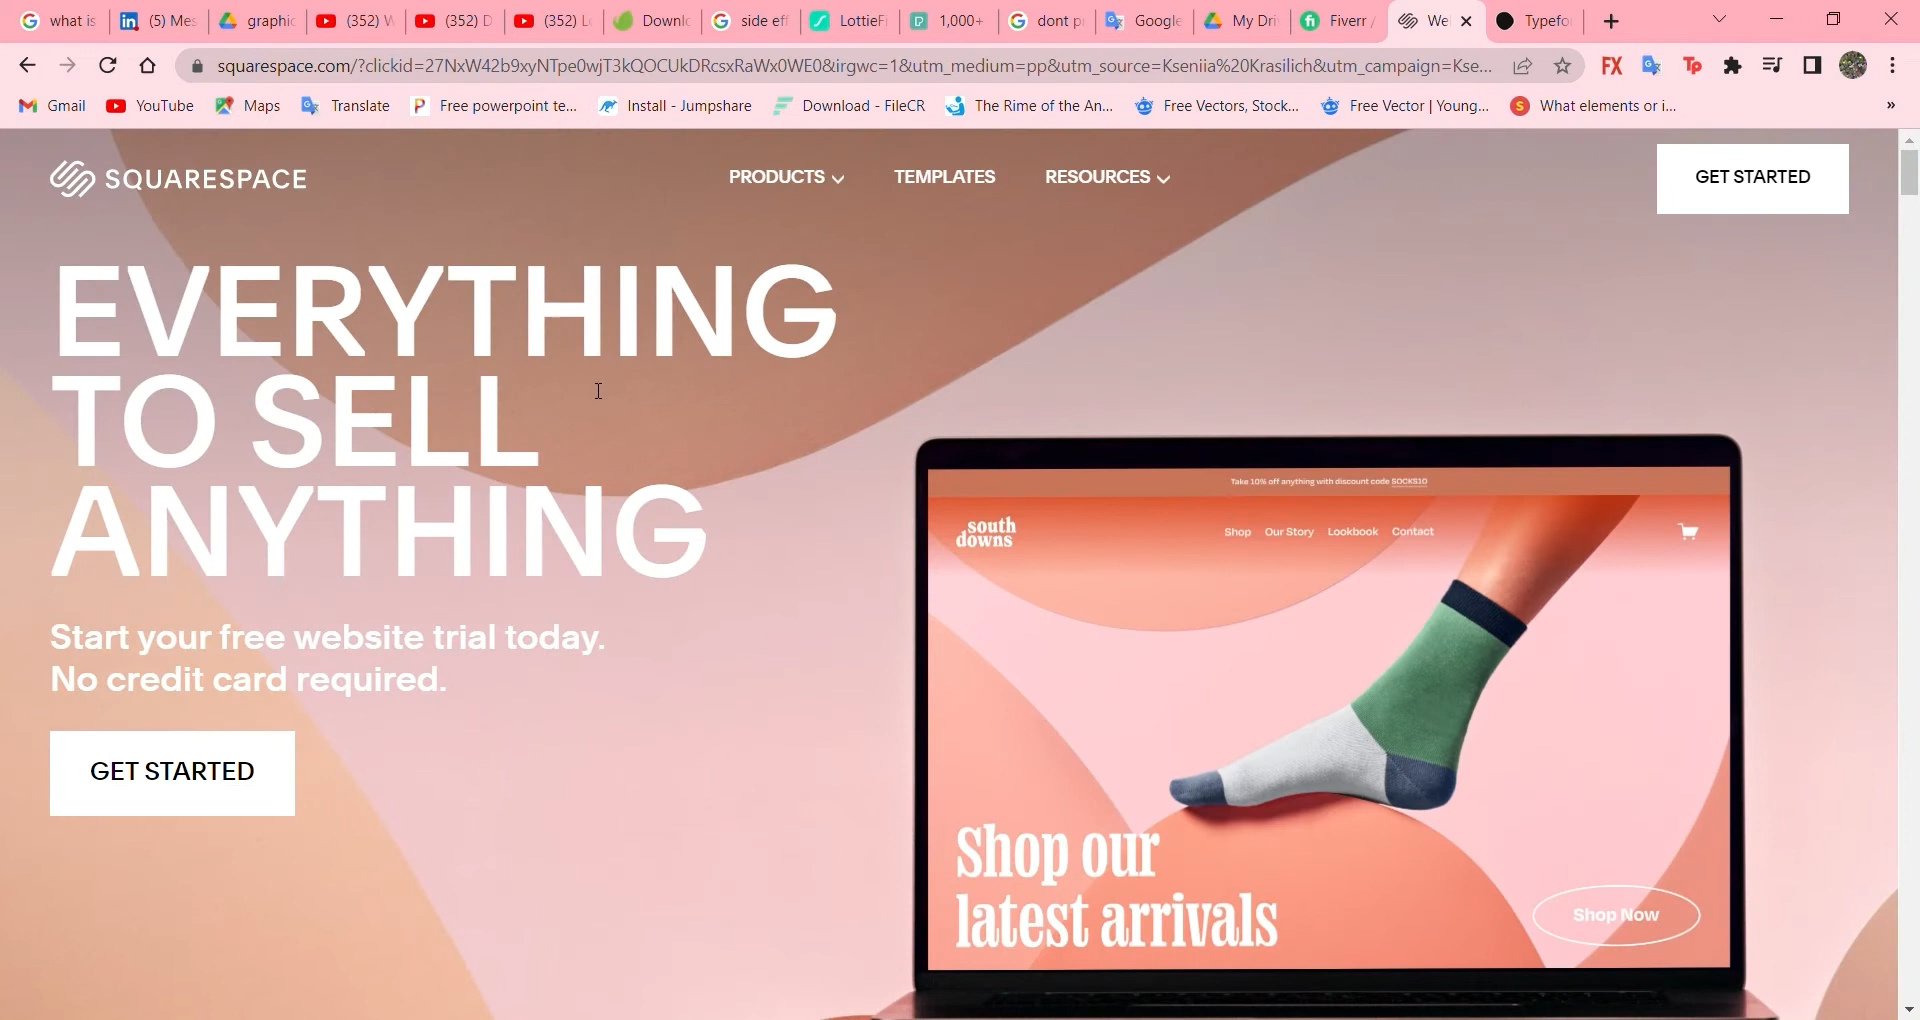 what is
(5) Mes
graphic
(352) W
(352) D
(352) Lo
Downlo
side eff
LottieFi
1,000+
dont p
Google
My Dri
Fiverr /
We
Typefo
squarespace.com/?clickid=27NxW42b9xyNTpe0wjT3kQOCUkDRcsxRaWx0WE0&irgwc=1&utm_medium=pp&utm_source=Kseniia%20Krasilich&utm_campaign=Kse...
Gmail
YouTube
Maps
Translate
Free powerpoint te...
Install - Jumpshare
Download - FileCR
The Rime of the An...
Free Vectors, Stock...
Free Vector | Young...
What elements or i...
SQUARESPACE
PRODUCTS
TEMPLATES
RESOURCES
GET STARTED
EVERYTHING
TO SELL
ANYTHING
Start your free website trial today.
No credit card required.
GET STARTED
Take 10% off anything with discount code SOCKS10
south
downs
Shop
Our Story
Lookbook
Contact
Shop our
latest arrivals
Shop Now